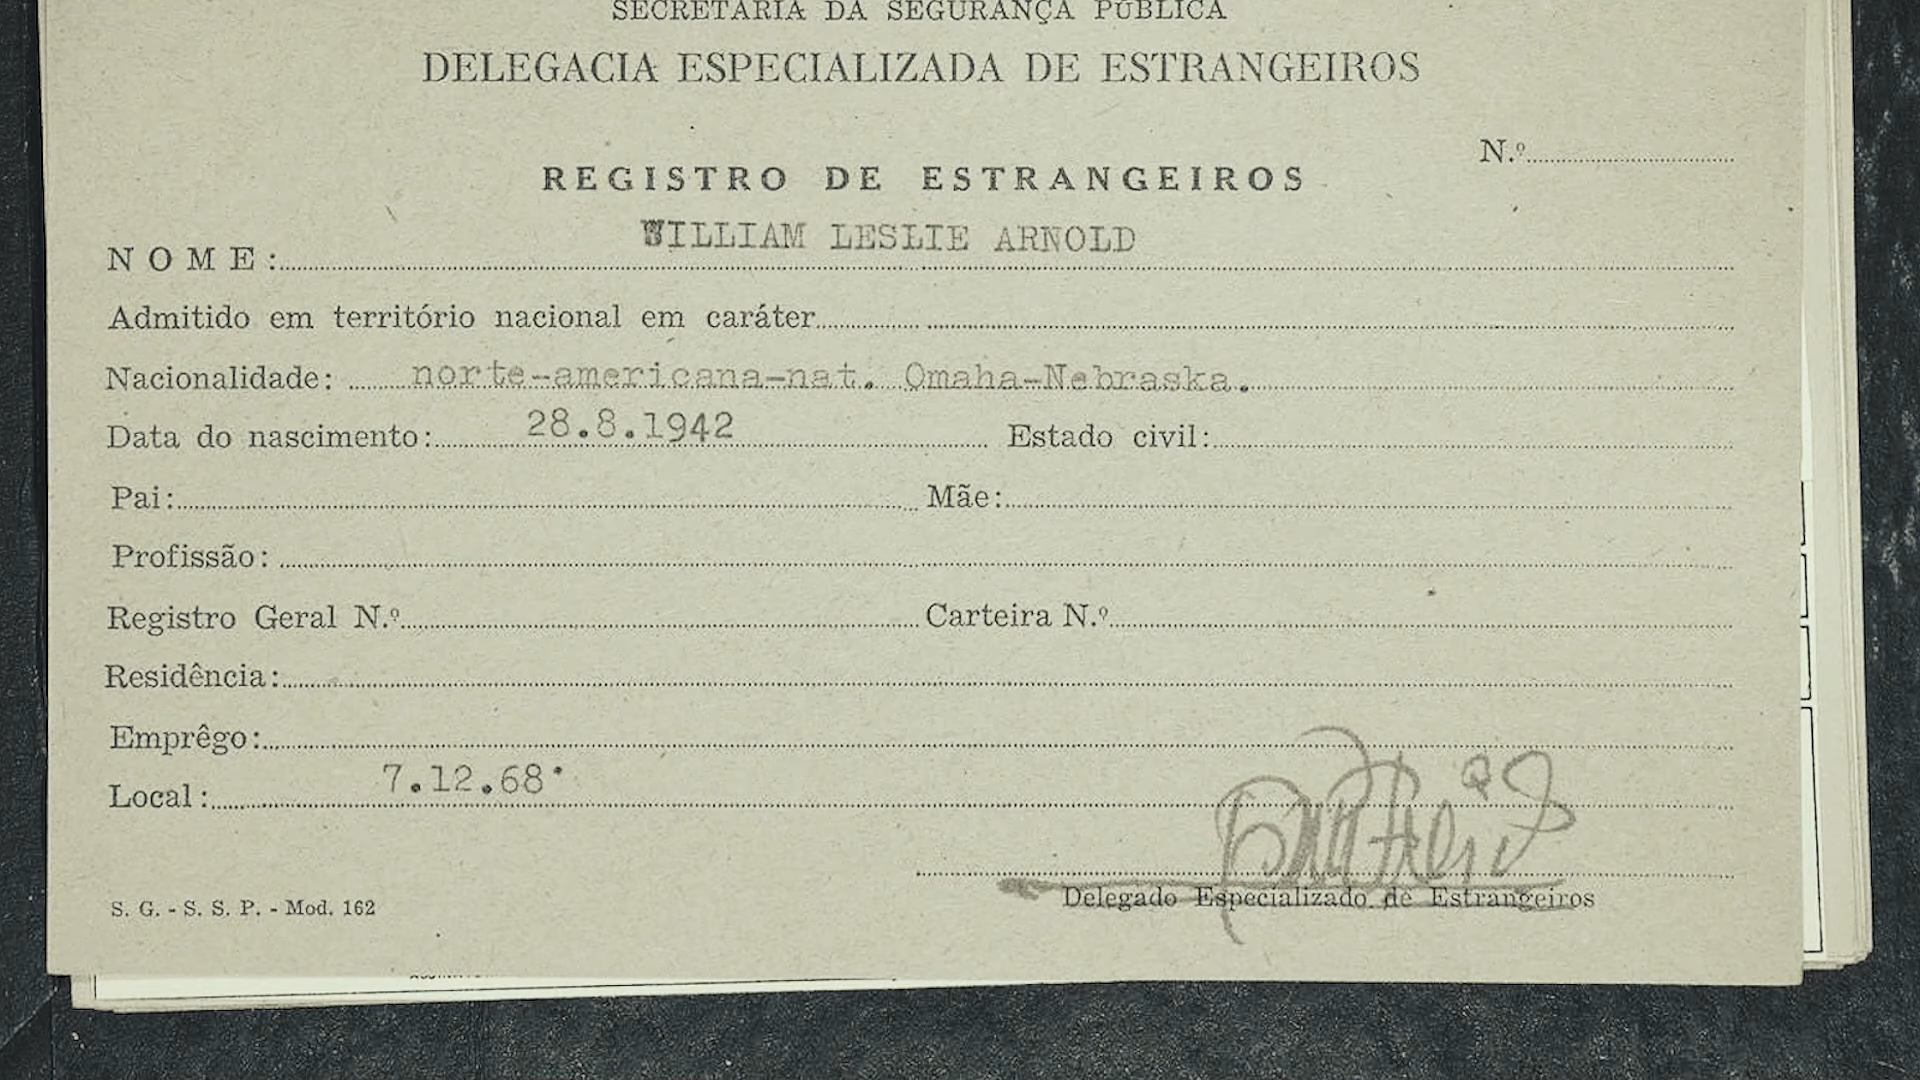 SECRETARIA DA SEGURANÇA PÚBLICA
DELEGACIA ESPECIALIZADA DE ESTRANGEIROS
N.º
REGISTRO DE ESTRANGEIROS
WILLIAM LESLIE ARNOLD
NOME:
Admitido em território nacional em caráter
Nacionalidade: norte-americana-nat. Omaha-Nebraska.
Data do nascimento: 28.8.1942 Estado civil:
Pai: Mãe:
Profissão:
Registro Geral N.º Carteira N.º
Residência:
Emprêgo:
Local: 7.12.68
Delegado Especializado de Estrangeiros
S. G. - S. S. P. - Mod. 162